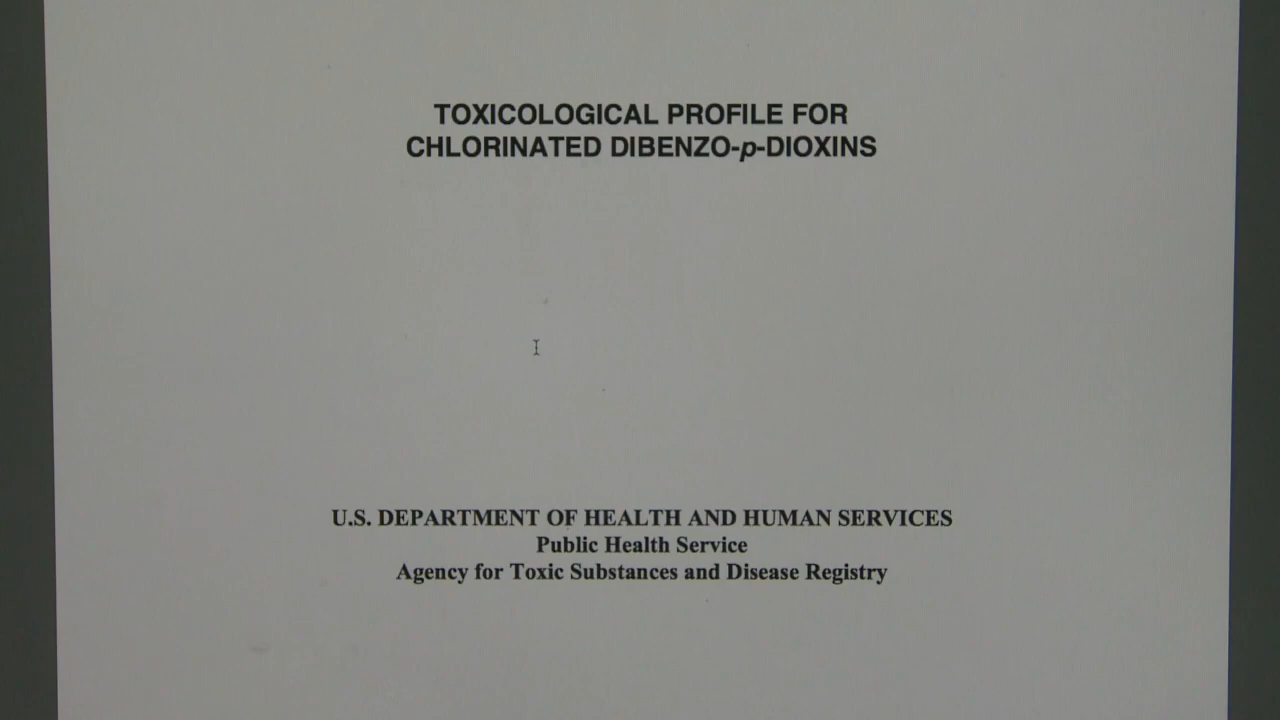 TOXICOLOGICAL PROFILE FOR
CHLORINATED DIBENZO-p-DIOXINS
U.S. DEPARTMENT OF HEALTH AND HUMAN SERVICES
Public Health Service
Agency for Toxic Substances and Disease Registry